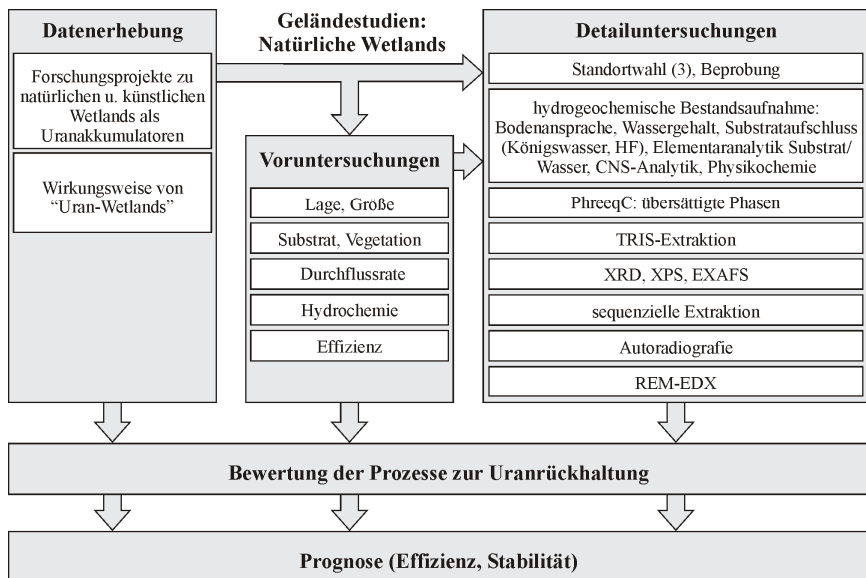 Datenerhebung
Forschungsprojekte zu
natürlichen u. künstlichen
Wetlands als
Uranakkumulatoren
Wirkungsweise von
“Uran-Wetlands”
Geländestudien:
Natürliche Wetlands
Voruntersuchungen
Lage, Größe
Substrat, Vegetation
Durchflussrate
Hydrochemie
Effizienz
Detailuntersuchungen
Standortwahl (3), Beprobung
hydrogeochemische Bestandsaufnahme:
Bodenansprache, Wassergehalt, Substrataufschluss
(Königswasser, HF), Elementaranalytik Substrat/
Wasser, CNS-Analytik, Physikochemie
PhreeqC: übersättigte Phasen
TRIS-Extraktion
XRD, XPS, EXAFS
sequenzielle Extraktion
Autoradiografie
REM-EDX
Bewertung der Prozesse zur Uranrückhaltung
Prognose (Effizienz, Stabilität)